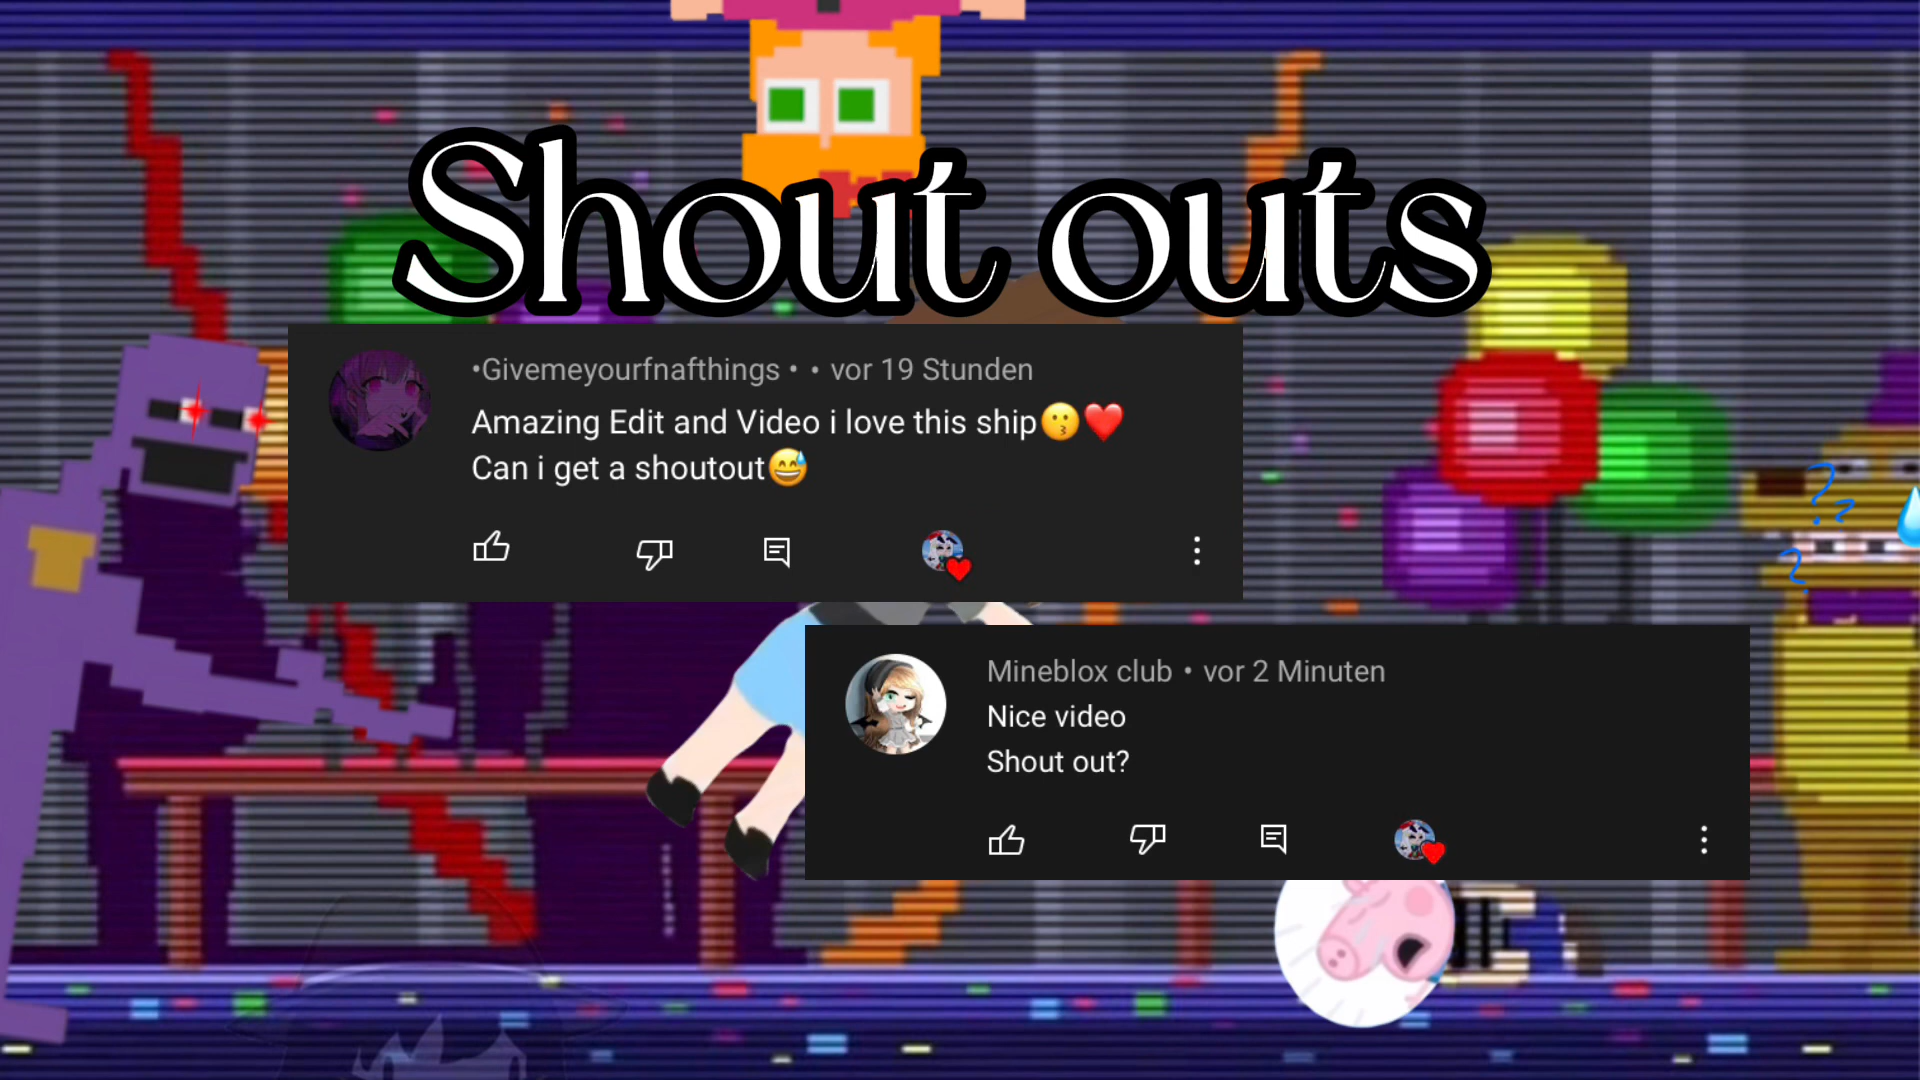 Shout outs
•Givemeyourfnafthings • • vor 19 Stunden
Amazing Edit and Video i love this ship😗❤️
Can i get a shoutout😅
??
?
Mineblox club • vor 2 Minuten
Nice video
Shout out?